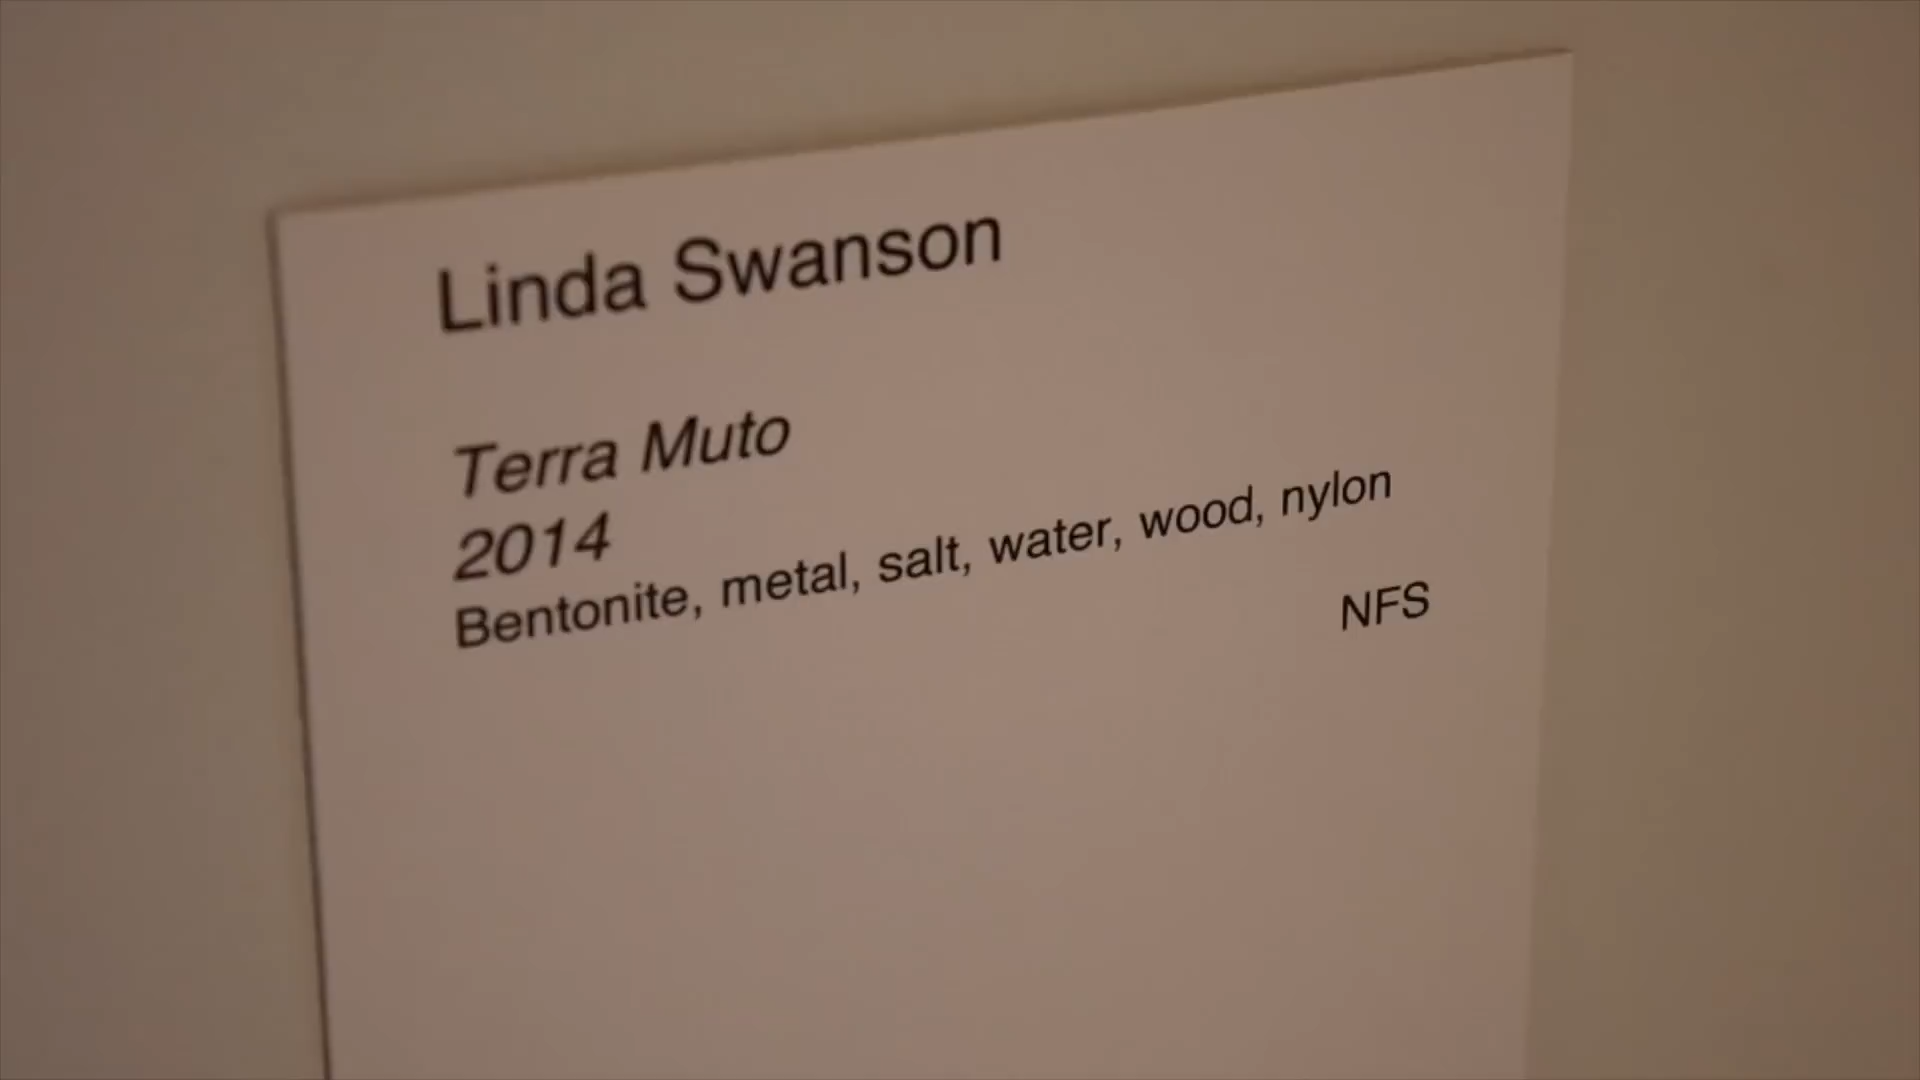 Linda Swanson
Terra Muto
2014
Bentonite, metal, salt, water, wood, nylon
NFS